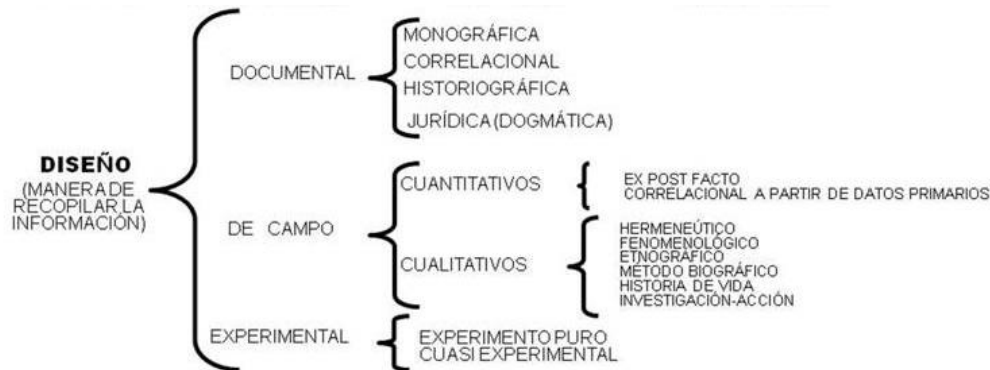 DISEÑO
(MANERA DE
RECOPILAR LA
INFORMACIÓN)
DOCUMENTAL
MONOGRÁFICA
CORRELACIONAL
HISTORIOGRÁFICA
JURÍDICA (DOGMÁTICA)
DE CAMPO
CUANTITATIVOS
EX POST FACTO
CORRELACIONAL A PARTIR DE DATOS PRIMARIOS
CUALITATIVOS
HERMENEÚTICO
FENOMENOLÓGICO
ETNOGRÁFICO
MÉTODO BIOGRÁFICO
HISTORIA DE VIDA
INVESTIGACIÓN-ACCIÓN
EXPERIMENTAL
EXPERIMENTO PURO
CUASI EXPERIMENTAL